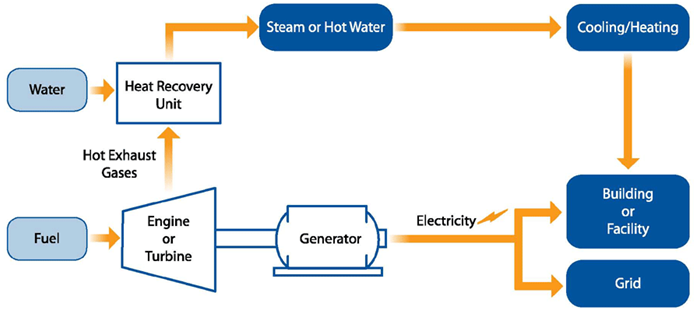 Steam or Hot Water
Cooling/Heating
Water
Heat Recovery
Unit
Hot Exhaust
Gases
Fuel
Engine
or
Turbine
Generator
Electricity
Building
or
Facility
Grid